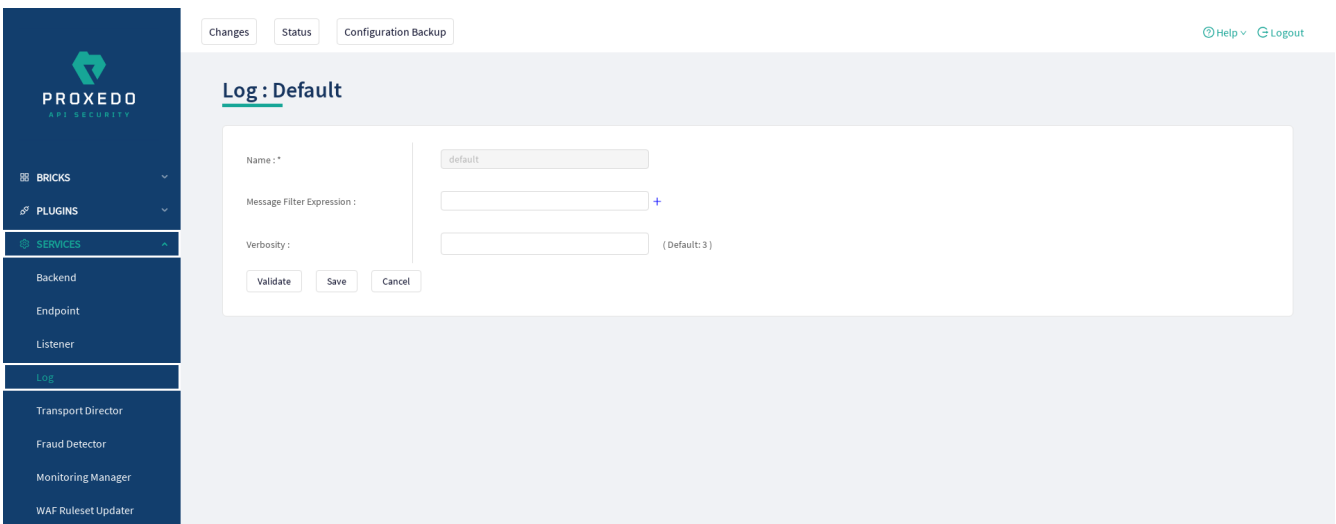 Changes Status Configuration Backup Help Logout
PROXEDO
API SECURITY
Log : Default
Name : * default
BRICKS
Message Filter Expression : +
PLUGINS
SERVICES
Verbosity : ( Default: 3 )
Backend
Validate Save Cancel
Endpoint
Listener
Log
Transport Director
Fraud Detector
Monitoring Manager
WAF Ruleset Updater